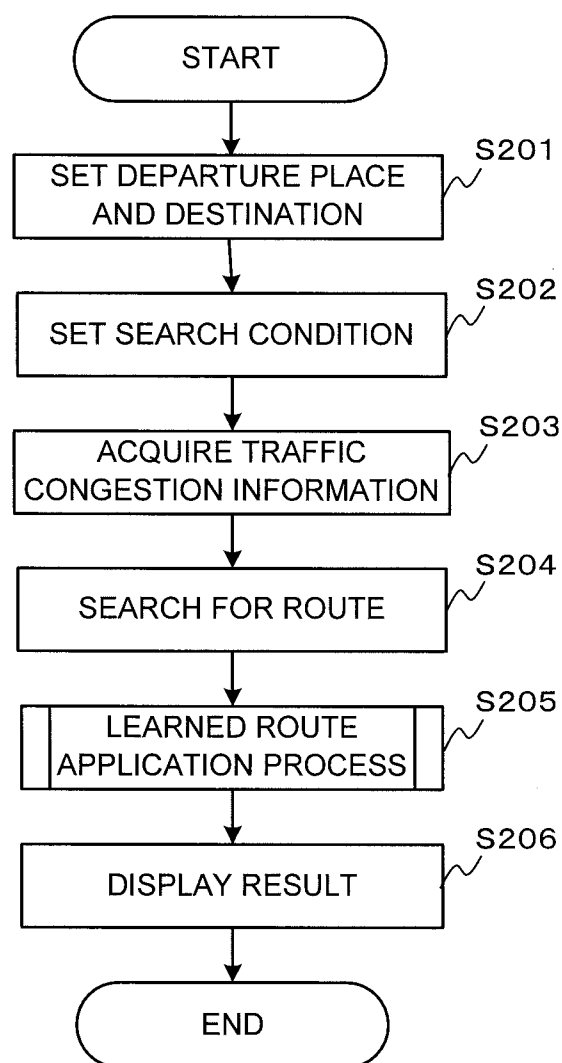 START
S201
SET DEPARTURE PLACE
AND DESTINATION
S202
SET SEARCH CONDITION
S203
ACQUIRE TRAFFIC
CONGESTION INFORMATION
S204
SEARCH FOR ROUTE
S205
LEARNED ROUTE
APPLICATION PROCESS
S206
DISPLAY RESULT
END